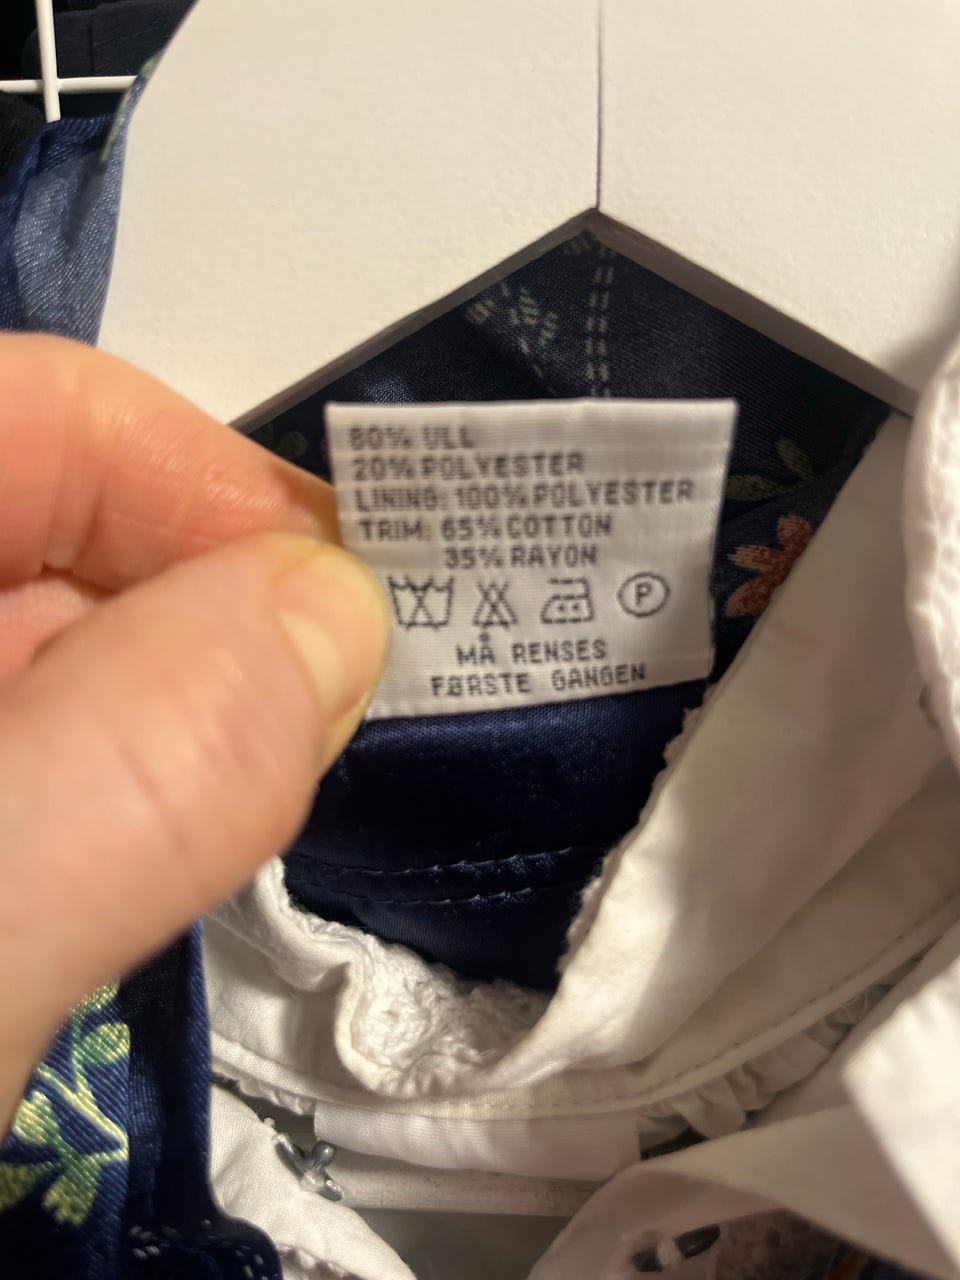 80% ULL
20% POLYESTER
LINING: 100% POLYESTER
TRIM: 65% COTTON
35% RAYON
P
MÅ RENSES
FØRSTE GANGEN